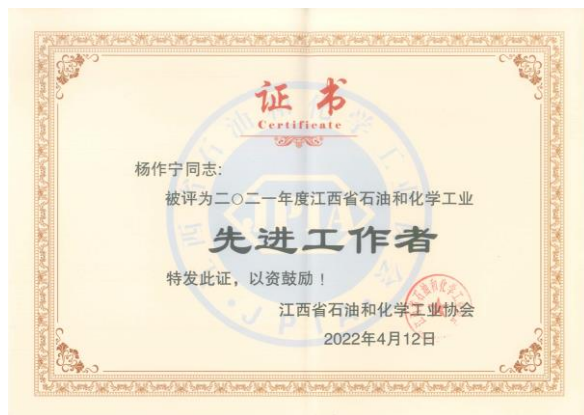 证书
Certificate
杨作宁同志:
被评为二○二一年度江西省石油和化学工业
先进工作者
特发此证，以资鼓励！
江西省石油和化学工业协会
2022年4月12日
JPIA